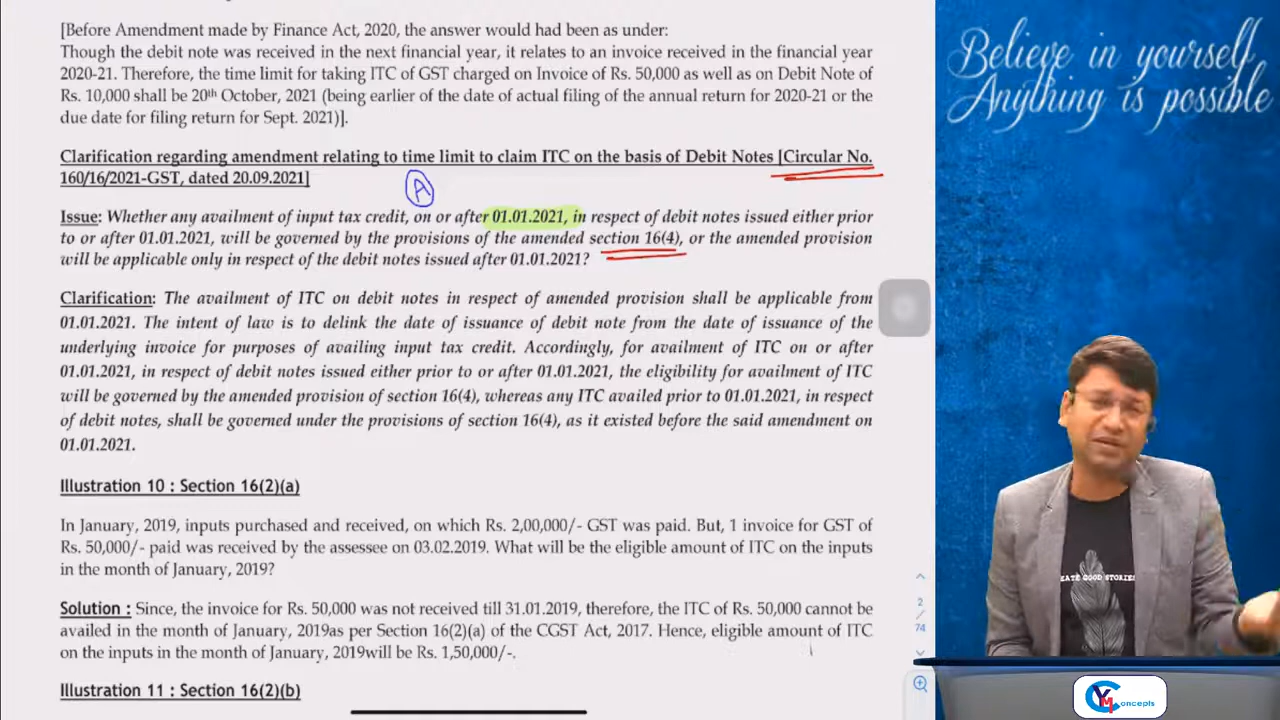 [Before Amendment made by Finance Act, 2020, the answer would had been as under:
Though the debit note was received in the next financial year, it relates to an invoice received in the financial year
2020-21. Therefore, the time limit for taking ITC of GST charged on Invoice of Rs. 50,000 as well as on Debit Note of
Rs. 10,000 shall be 20th October, 2021 (being earlier of the date of actual filing of the annual return for 2020-21 or the
due date for filing return for Sept. 2021)].
Clarification regarding amendment relating to time limit to claim ITC on the basis of Debit Notes [Circular No.
160/16/2021-GST, dated 20.09.2021]
A
Issue: Whether any availment of input tax credit, on or after 01.01.2021, in respect of debit notes issued either prior
to or after 01.01.2021, will be governed by the provisions of the amended section 16(4), or the amended provision
will be applicable only in respect of the debit notes issued after 01.01.2021?
Clarification: The availment of ITC on debit notes in respect of amended provision shall be applicable from
01.01.2021. The intent of law is to delink the date of issuance of debit note from the date of issuance of the
underlying invoice for purposes of availing input tax credit. Accordingly, for availment of ITC on or after
01.01.2021, in respect of debit notes issued either prior to or after 01.01.2021, the eligibility for availment of ITC
will be governed by the amended provision of section 16(4), whereas any ITC availed prior to 01.01.2021, in respect
of debit notes, shall be governed under the provisions of section 16(4), as it existed before the said amendment on
01.01.2021.
Illustration 10 : Section 16(2)(a)
In January, 2019, inputs purchased and received, on which Rs. 2,00,000/- GST was paid. But, 1 invoice for GST of
Rs. 50,000/- paid was received by the assessee on 03.02.2019. What will be the eligible amount of ITC on the inputs
in the month of January, 2019?
Solution : Since, the invoice for Rs. 50,000 was not received till 31.01.2019, therefore, the ITC of Rs. 50,000 cannot be
availed in the month of January, 2019as per Section 16(2)(a) of the CGST Act, 2017. Hence, eligible amount of ITC
on the inputs in the month of January, 2019will be Rs. 1,50,000/-.
Illustration 11 : Section 16(2)(b)
2
/
74
Believe in yourself
Anything is possible
EATE GOOD STORIES
CYM oncepts